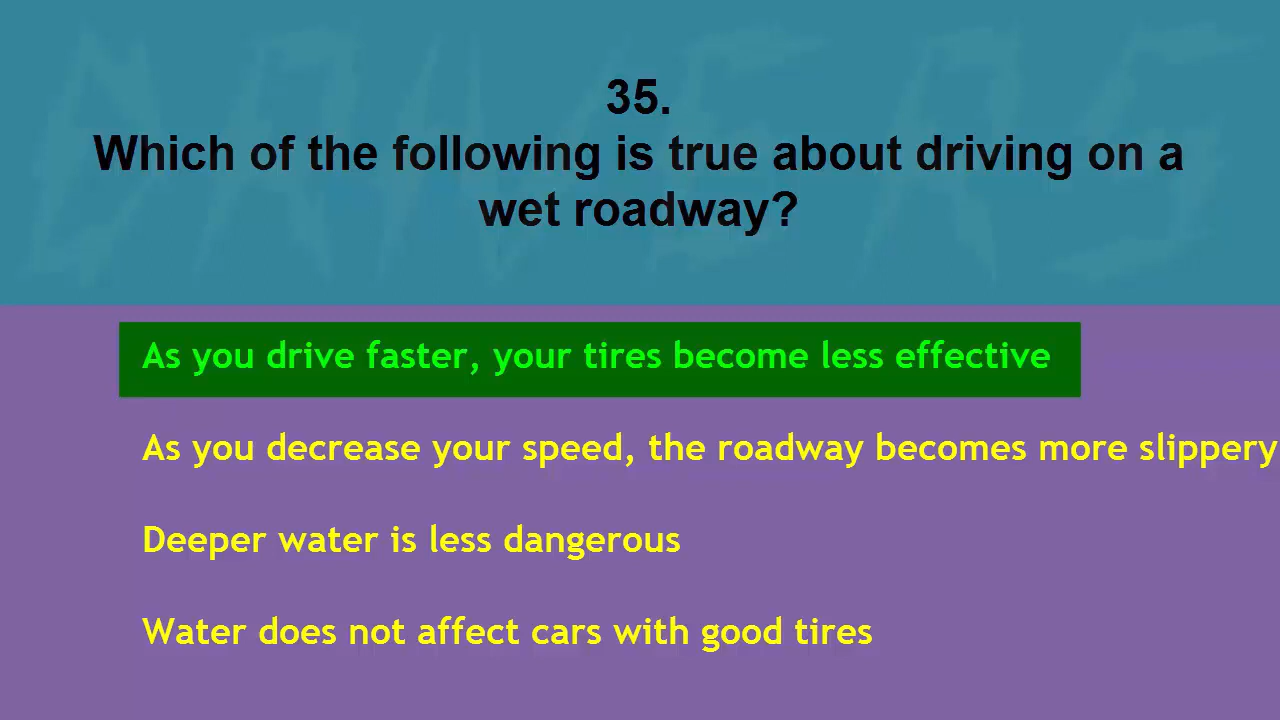 35.
Which of the following is true about driving on a
wet roadway?
As you drive faster, your tires become less effective
As you decrease your speed, the roadway becomes more slippery
Deeper water is less dangerous
Water does not affect cars with good tires
DRIVERS